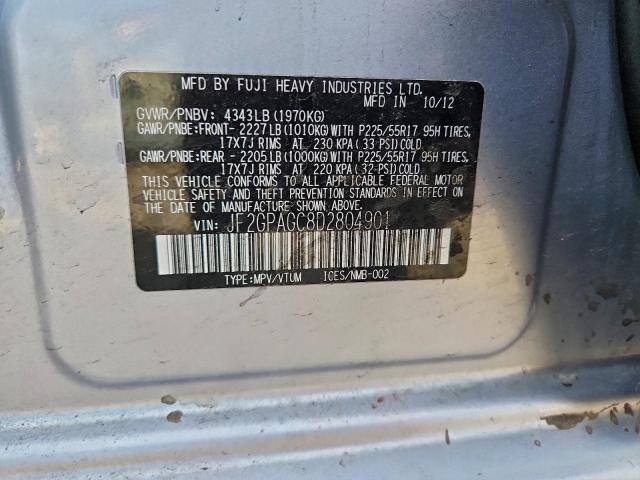 MFD BY FUJI HEAVY INDUSTRIES LTD.
MFD IN 10/12
GVWR/PNBV: 4343LB (1970KG)
GAWR/PNBE:FRONT- 2227LB(1010KG)WITH P225/55R17 95H TIRES,
17X7J RIMS AT 230 KPA(33 PSI)COLD.
GAWR/PNBE:REAR - 2205LB(1000KG)WITH P225/55R17 95H TIRES,
17X7J RIMS AT 220 KPA(32 PSI)COLD.
THIS VEHICLE CONFORMS TO ALL APPLICABLE FEDERAL MOTOR
VEHICLE SAFETY AND THEFT PREVENTION STANDARDS IN EFFECT
ON THE DATE OF MANUFACTURE SHOWN ABOVE.
VIN: JF2GPAGC8D2804901
TYPE:MPV/VTUM ICES/NMB-002